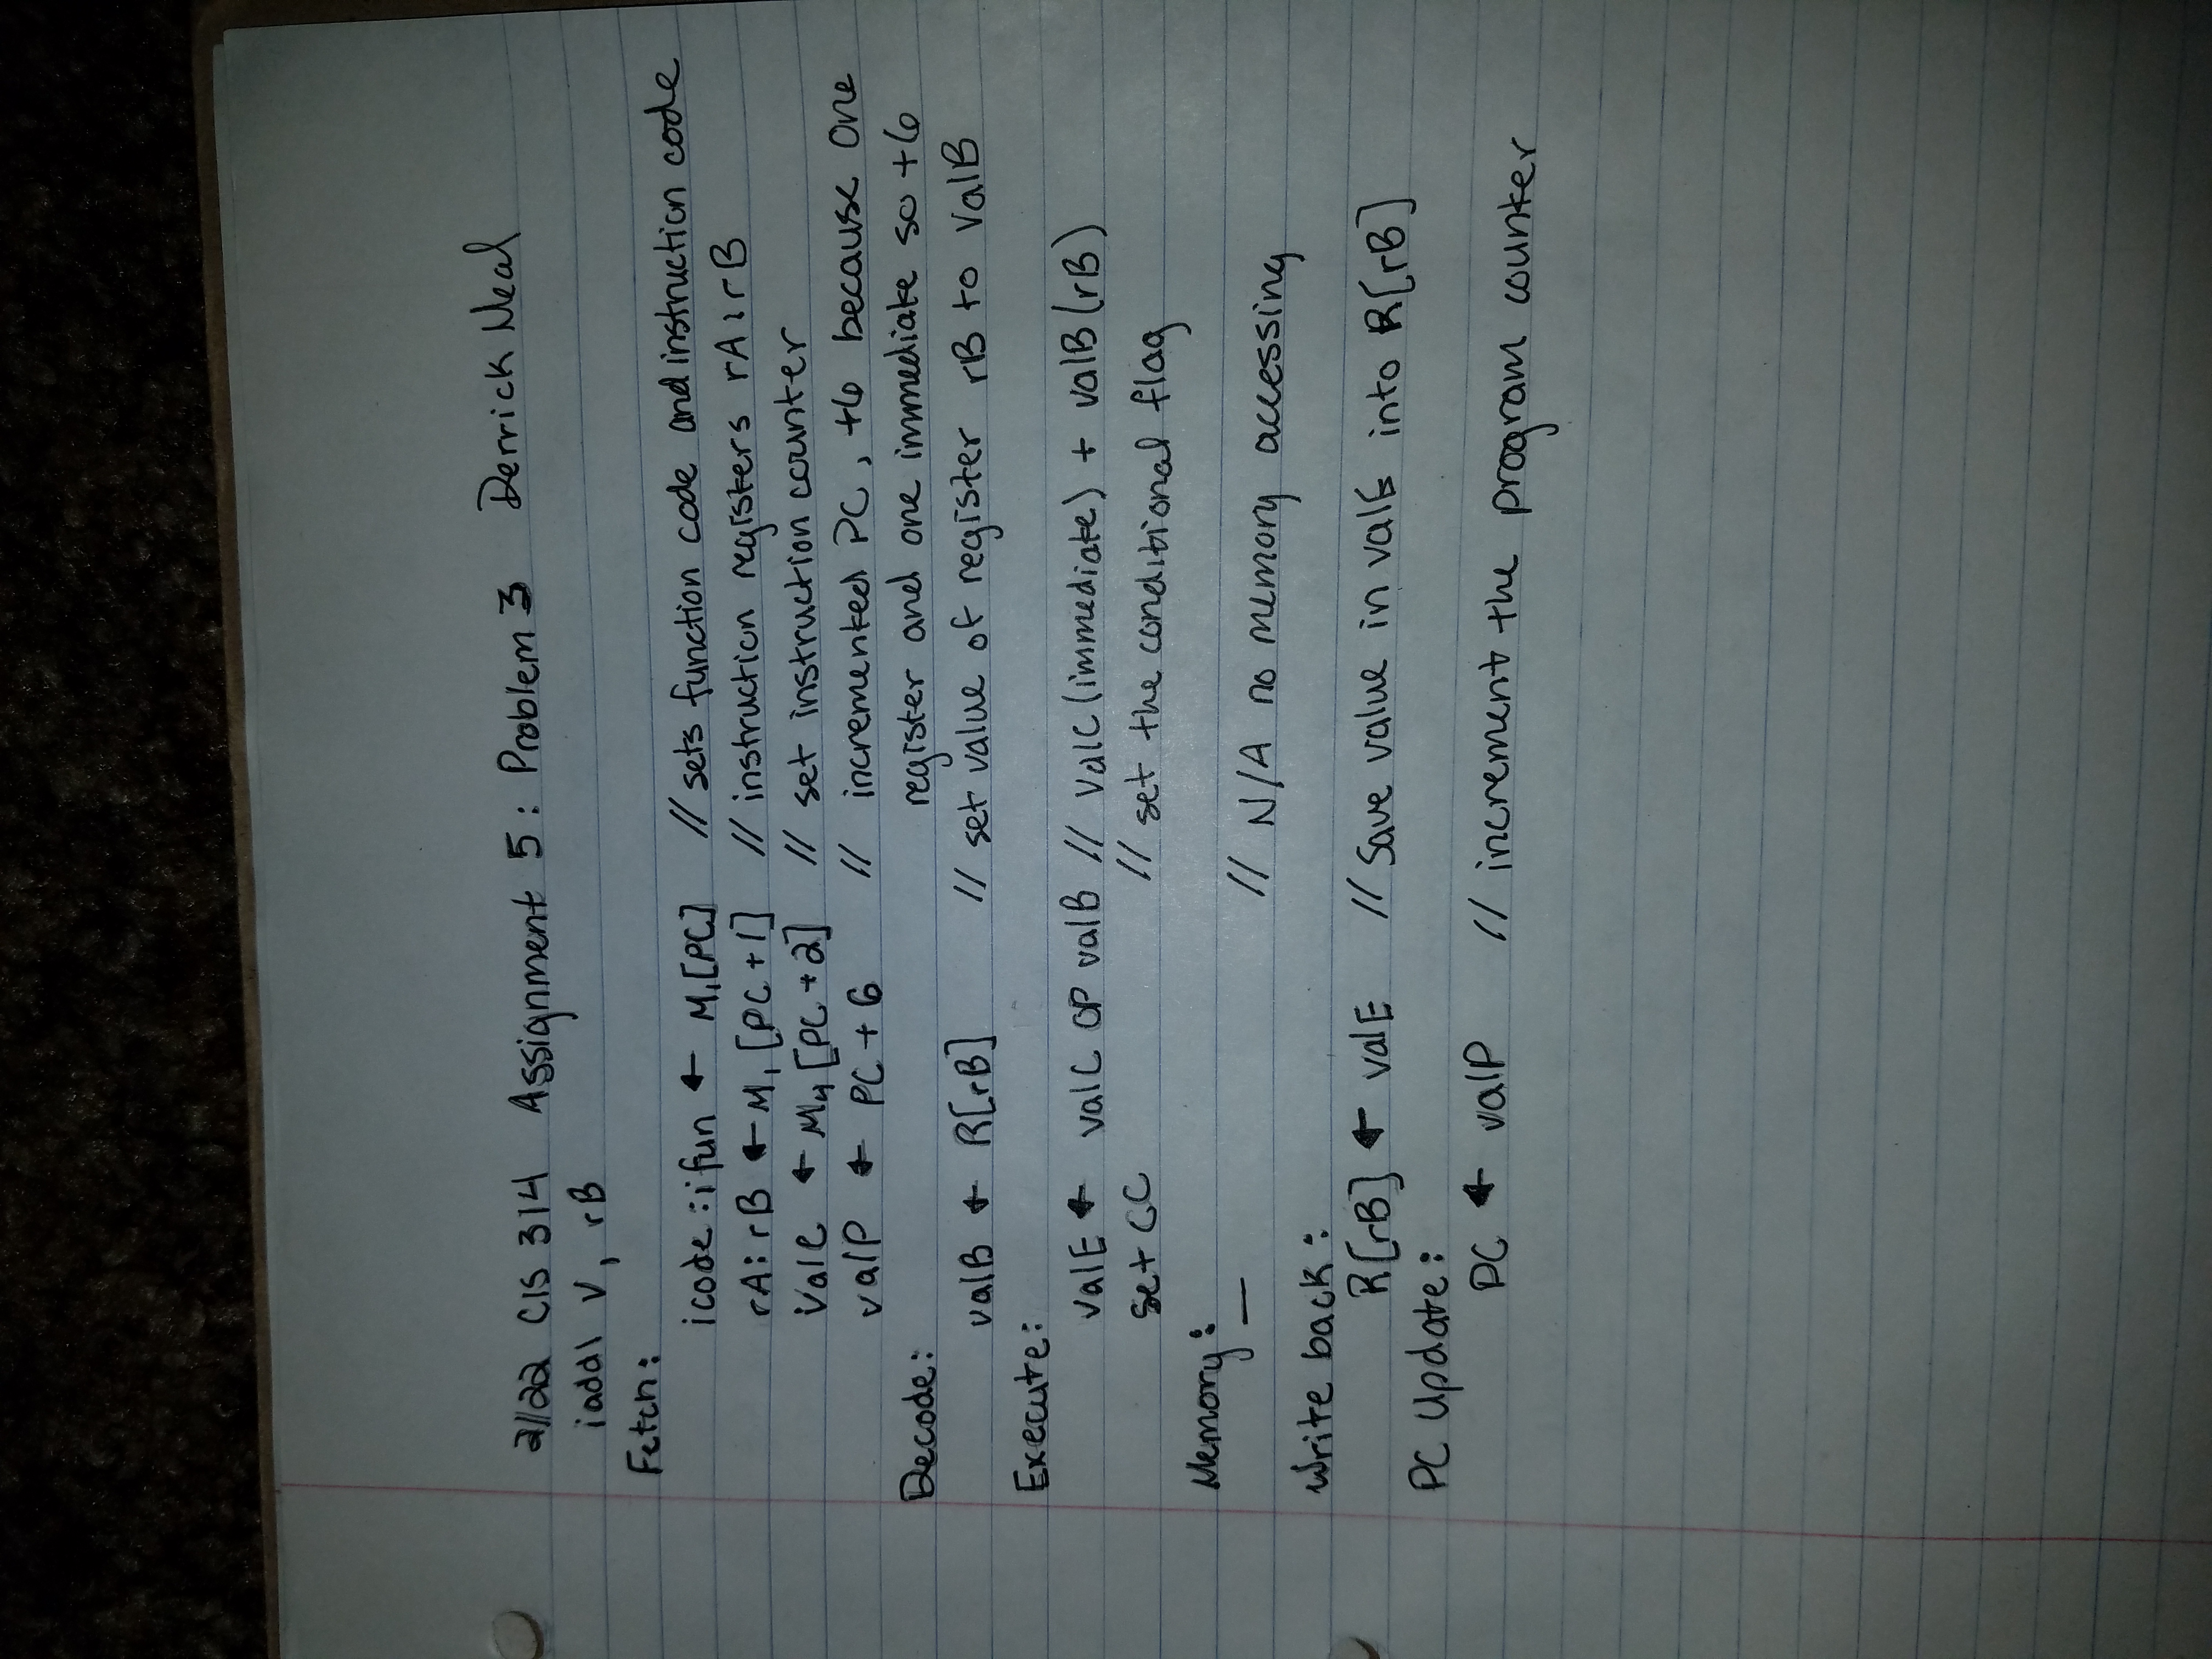 2/22 CIS 314 Assignment 5: Problem 3 Derrick Neal
iaddl V, rB
Fetch:
icode:ifun ← M₁[PC] // sets function code and instruction code
rA:rB ← M₁[PC+1] // instruction registers rA:rB
ValC ← M₄[PC+2] // set instruction counter
valP ← PC+6 // incremented PC, +6 because one
Decode: register and one immediate so +6
valB ← R[rB] // set value of register rB to ValB
Execute:
valE ← valC OP valB // ValC(immediate) + valB(rB)
set CC // set the conditional flag
Memory: —
// N/A no memory accessing
Write back:
R[rB] ← valE // Save value in valE into R[rB]
PC Update:
PC ← valP // increment the program counter